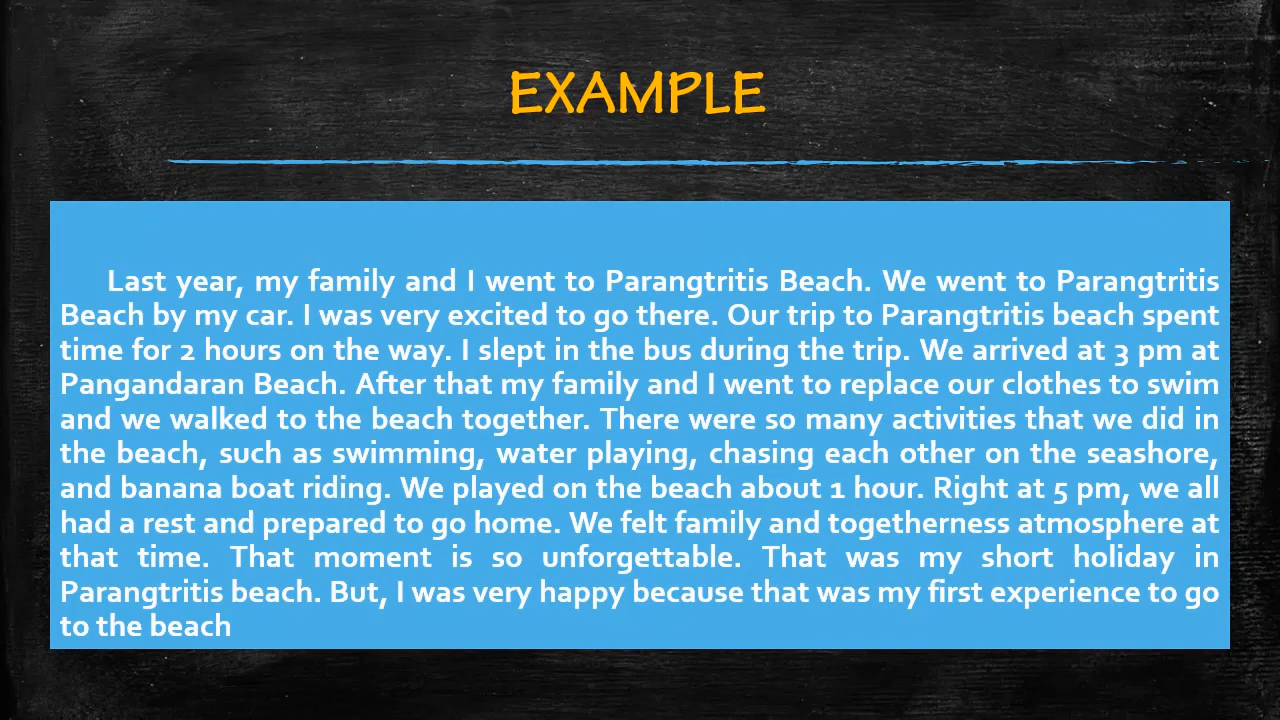 EXAMPLE
Last year, my family and I went to Parangtritis Beach. We went to Parangtritis
Beach by my car. I was very excited to go there. Our trip to Parangtritis beach spent
time for 2 hours on the way. I slept in the bus during the trip. We arrived at 3 pm at
Pangandaran Beach. After that my family and I went to replace our clothes to swim
and we walked to the beach together. There were so many activities that we did in
the beach, such as swimming, water playing, chasing each other on the seashore,
and banana boat riding. We played on the beach about 1 hour. Right at 5 pm, we all
had a rest and prepared to go home. We felt family and togetherness atmosphere at
that time. That moment is so unforgettable. That was my short holiday in
Parangtritis beach. But, I was very happy because that was my first experience to go
to the beach